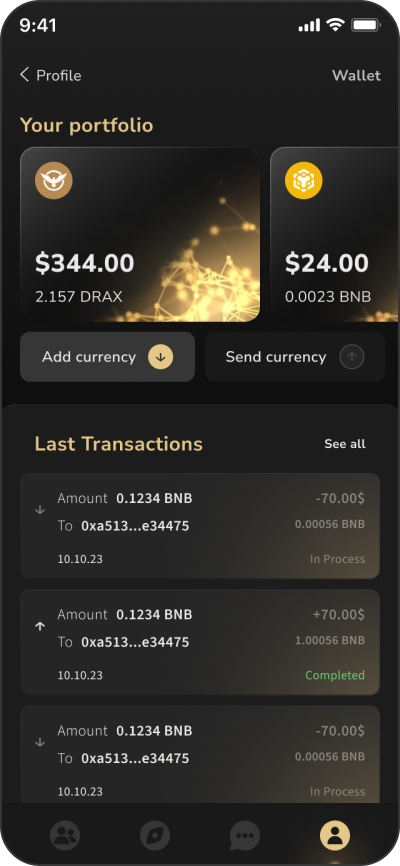 9:41
Profile Wallet
Your portfolio
$344.00
2.157 DRAX
$24.00
0.0023 BNB
Add currency
Send currency
Last Transactions See all
Amount 0.1234 BNB -70.00$
To 0xa513...e34475 0.00056 BNB
10.10.23 In Process
Amount 0.1234 BNB +70.00$
To 0xa513...e34475 1.00056 BNB
10.10.23 Completed
Amount 0.1234 BNB -70.00$
To 0xa513...e34475 0.00056 BNB
10.10.23 In Process